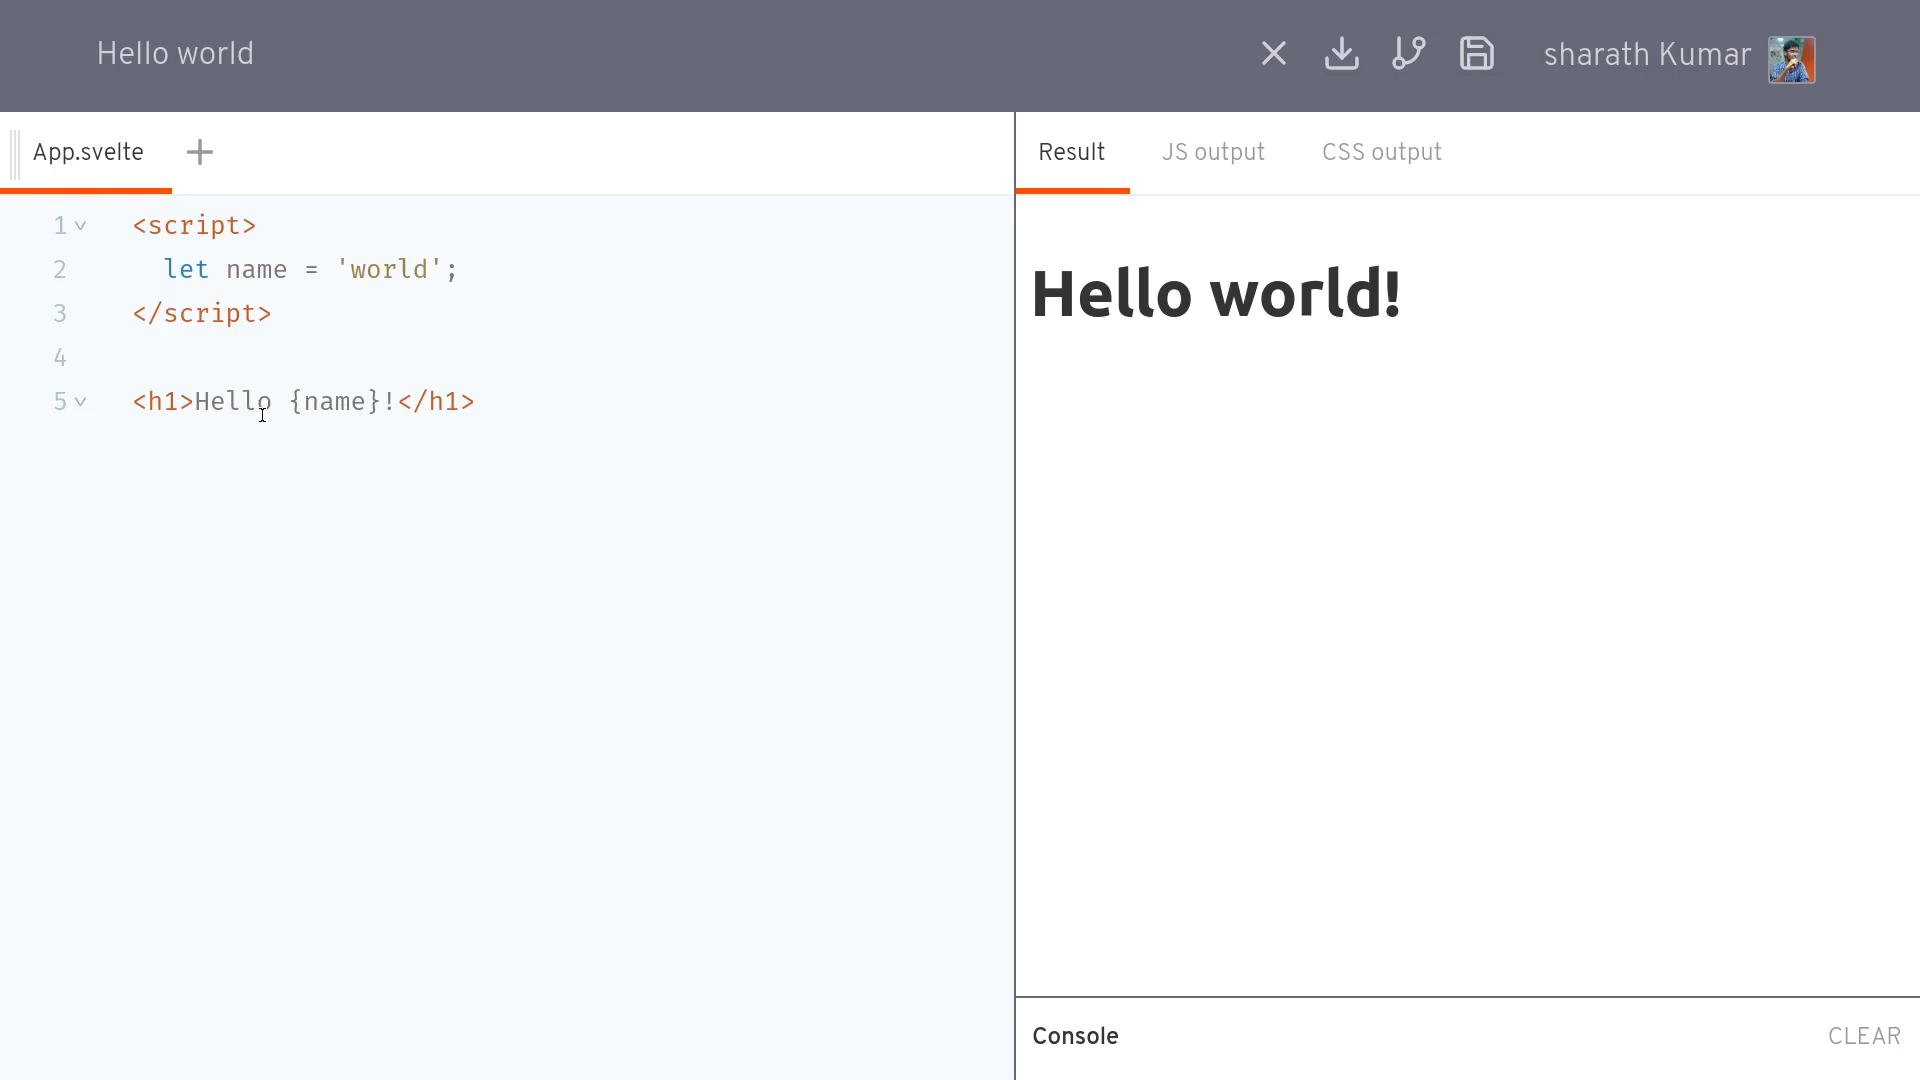 Hello world
sharath Kumar
App.svelte
Result JS output CSS output
1 <script>
2 let name = 'world';
3 </script>
4
5 <h1>Hello {name}!</h1>
Hello world!
Console
CLEAR